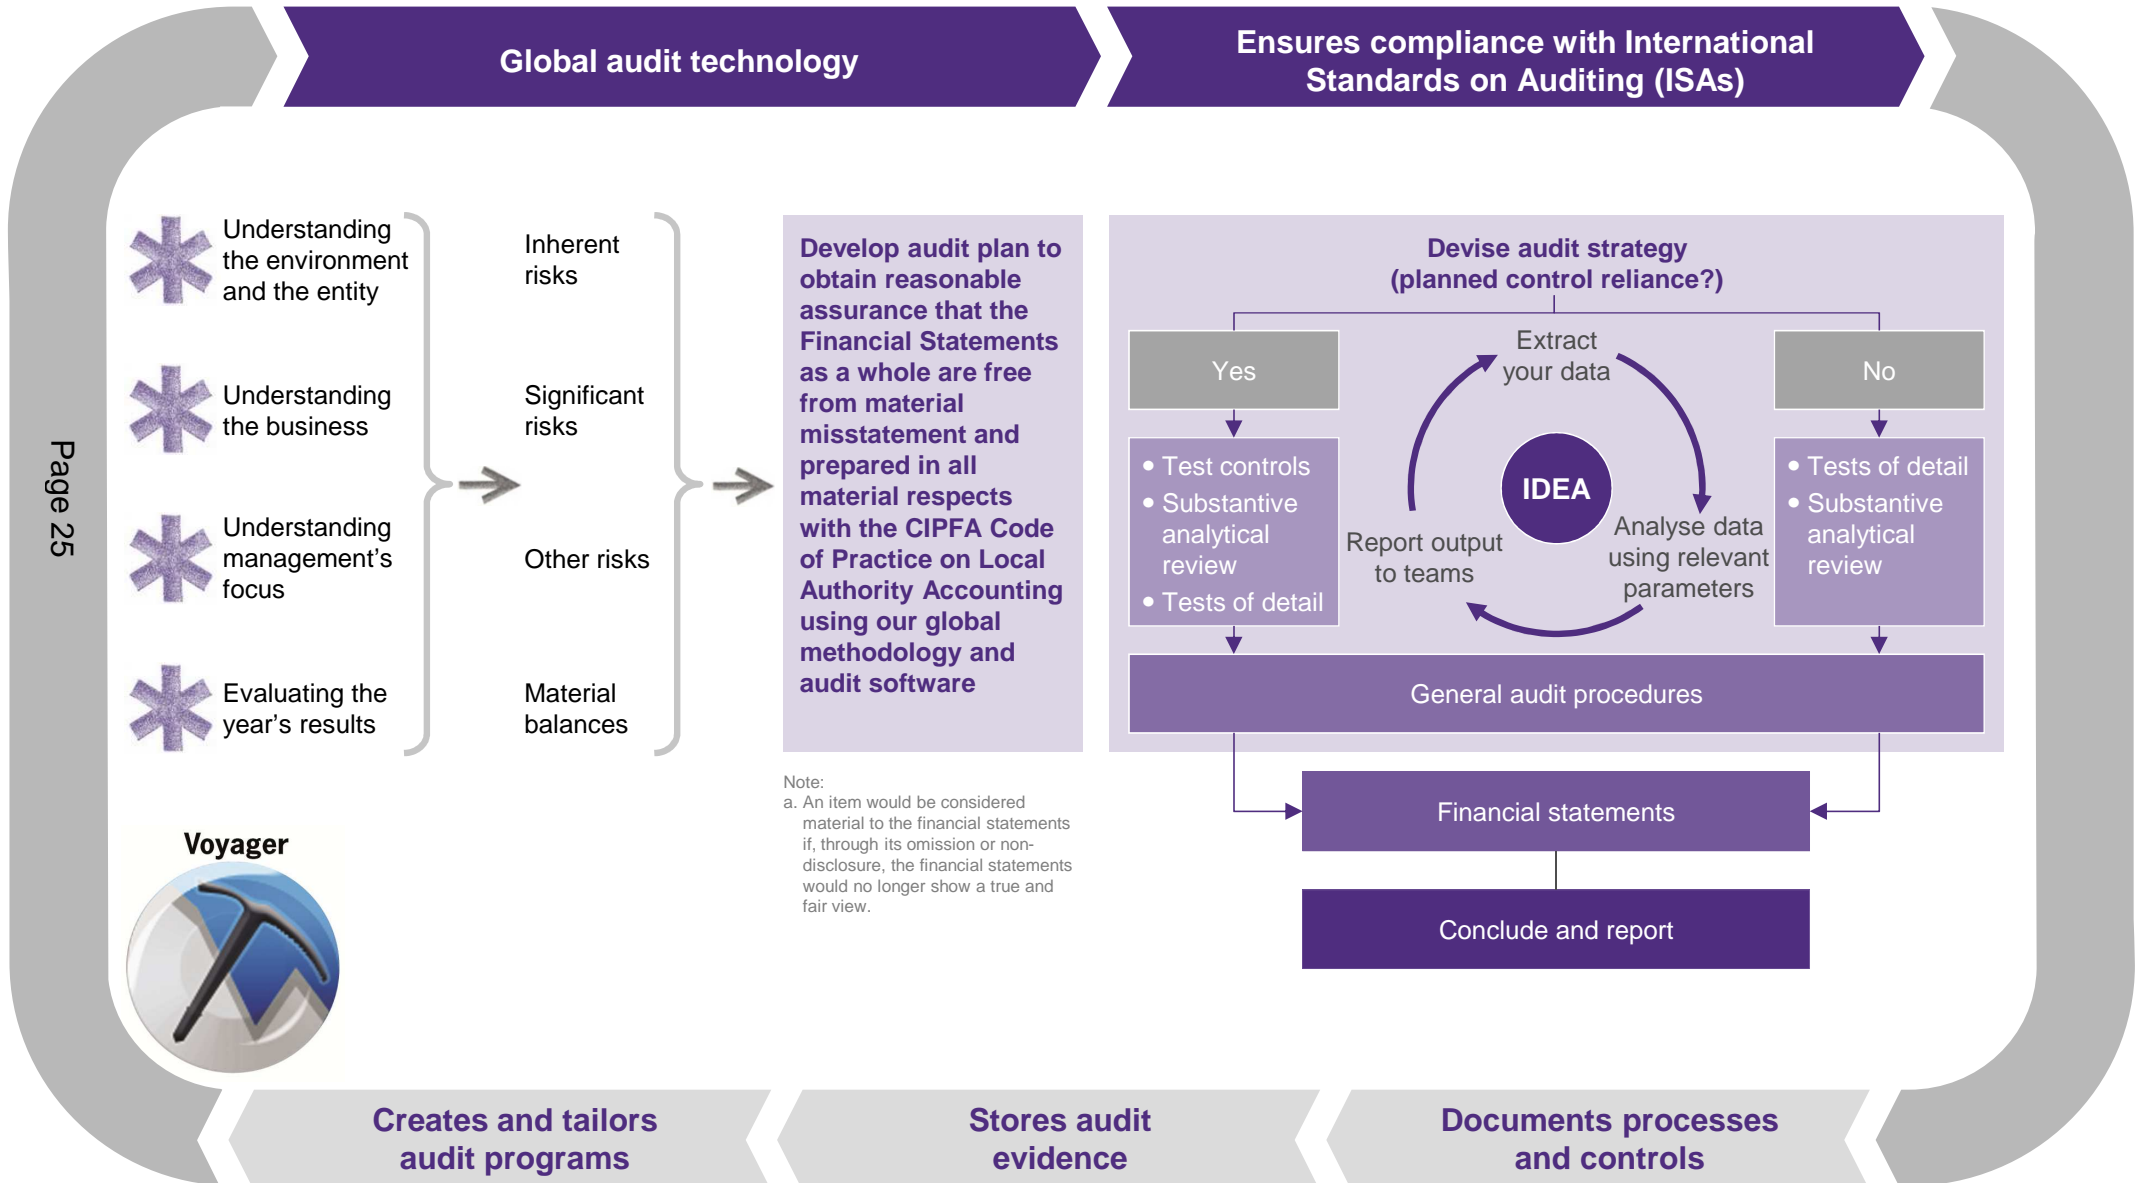 Global audit technology
Ensures compliance with International
Standards on Auditing (ISAs)
Page 25
Understanding
the environment
and the entity
Understanding
the business
Understanding
management's
focus
Evaluating the
year's results
Inherent
risks
Significant
risks
Other risks
Material
balances
Develop audit plan to
obtain reasonable
assurance that the
Financial Statements
as a whole are free
from material
misstatement and
prepared in all
material respects
with the CIPFA Code
of Practice on Local
Authority Accounting
using our global
methodology and
audit software
Note:
a. An item would be considered
material to the financial statements
if, through its omission or non-
disclosure, the financial statements
would no longer show a true and
fair view.
Devise audit strategy
(planned control reliance?)
Yes
• Test controls
• Substantive
analytical
review
• Tests of detail
Extract
your data
IDEA
Analyse data
using relevant
parameters
Report output
to teams
No
• Tests of detail
• Substantive
analytical
review
General audit procedures
Financial statements
Conclude and report
Voyager
Creates and tailors
audit programs
Stores audit
evidence
Documents processes
and controls